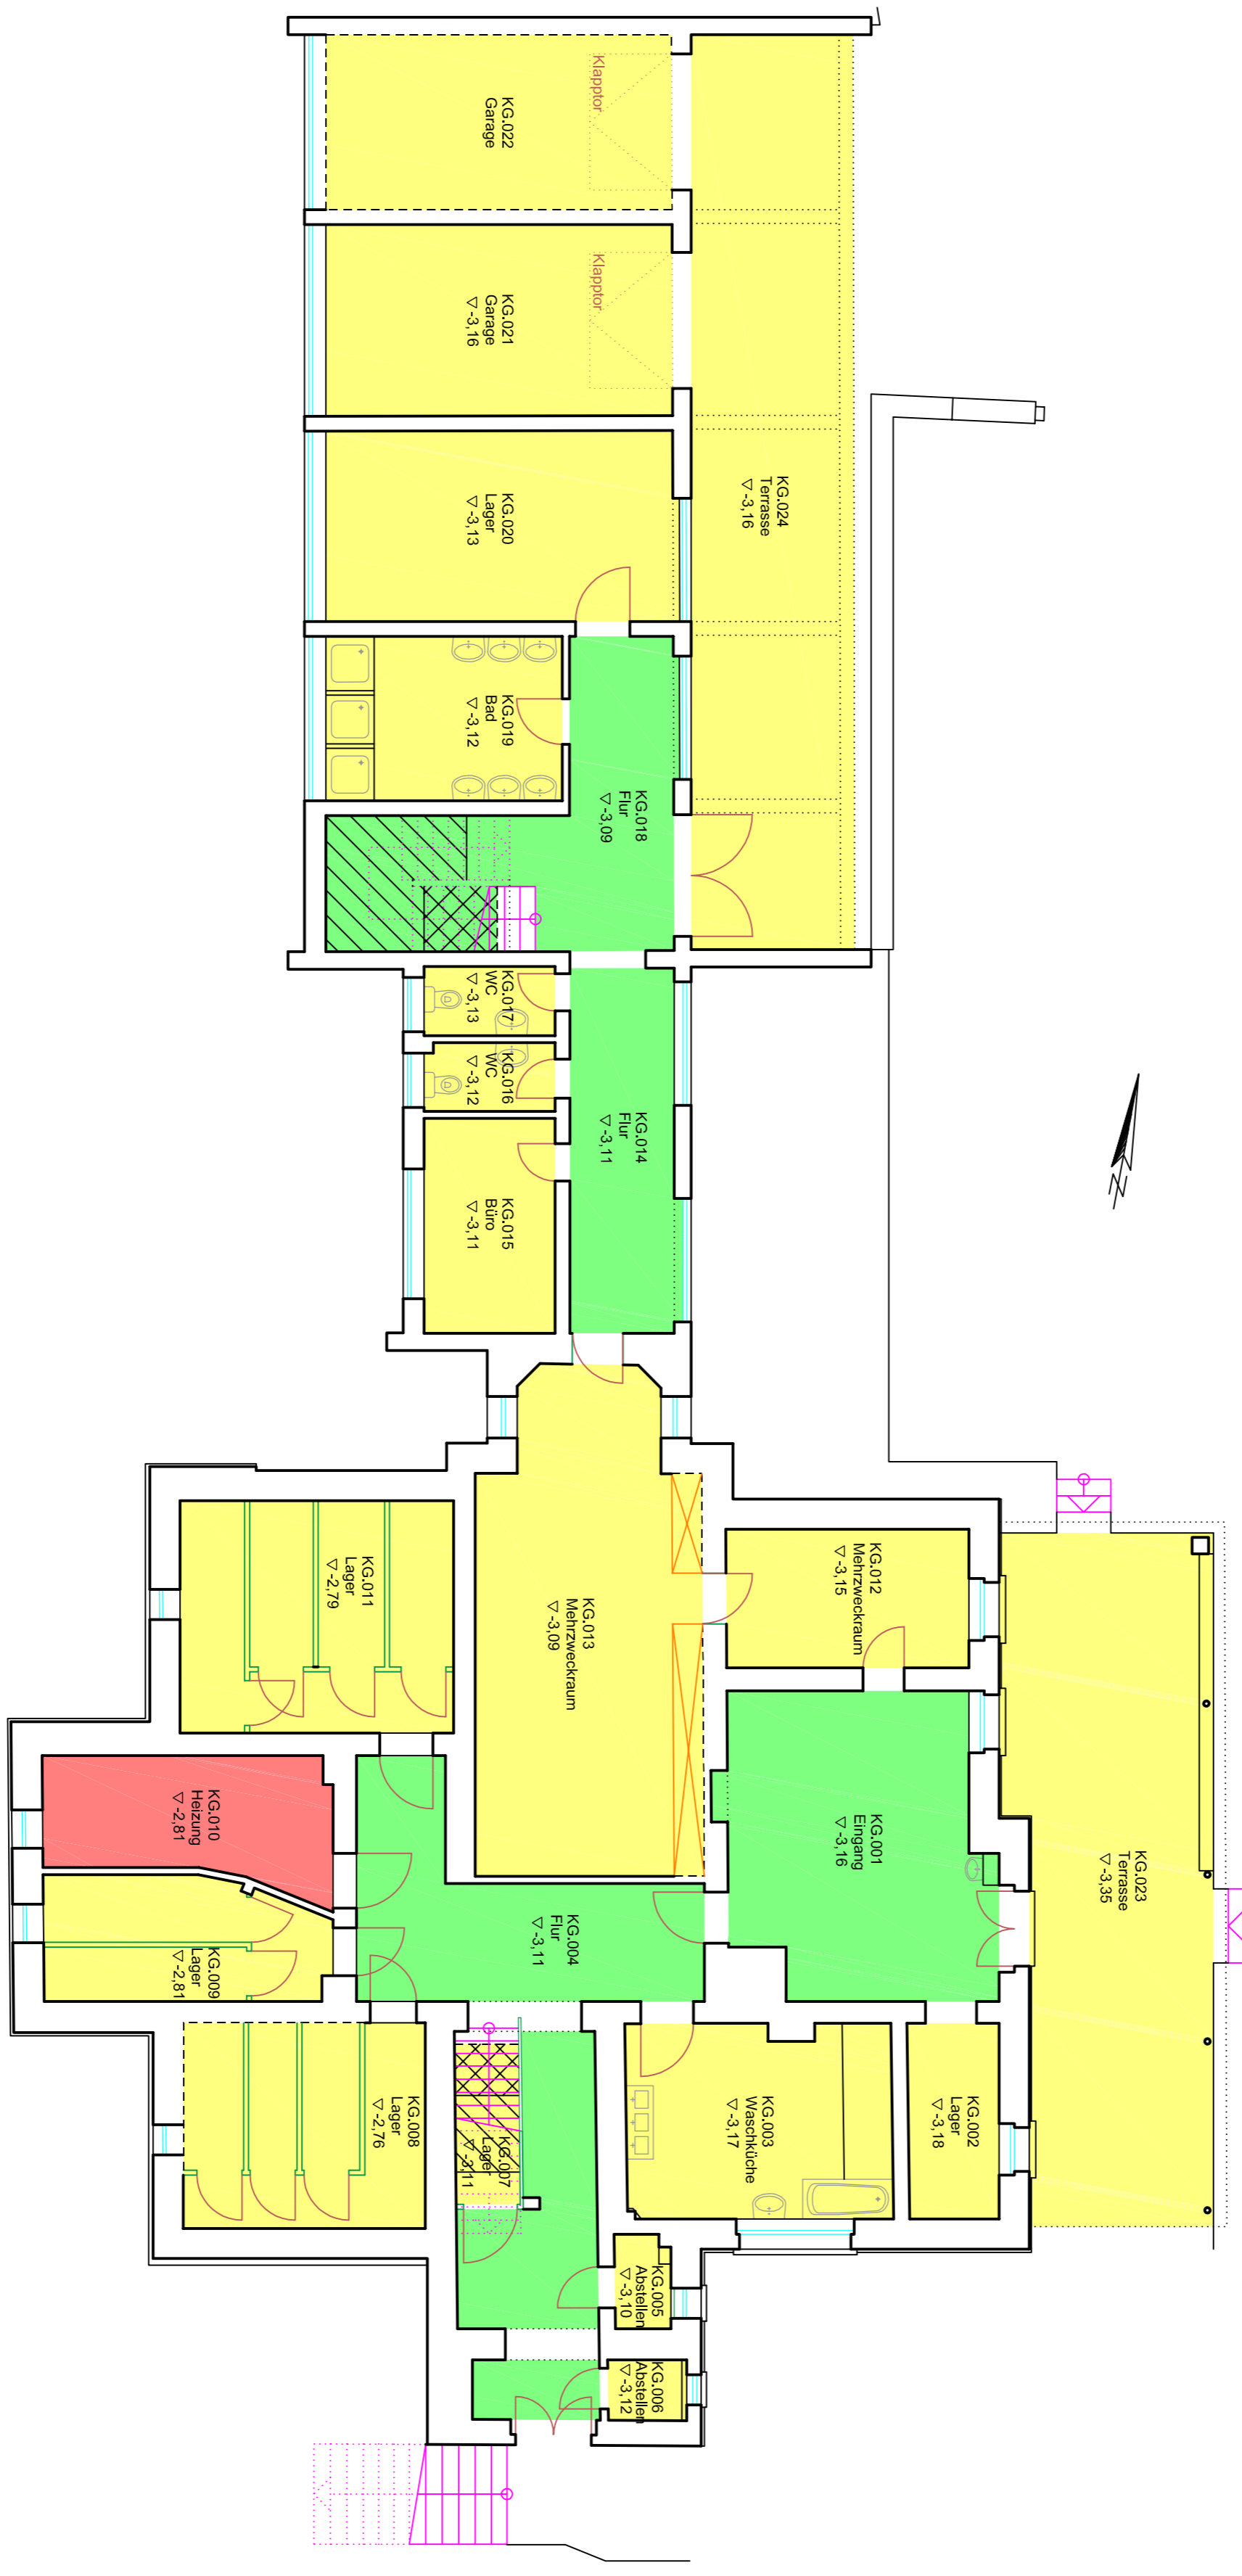 KG.022
Garage
Klapptor
KG.021
Garage
▽ -3,16
Klapptor
KG.024
Terrasse
▽ -3,16
KG.020
Lager
▽ -3,13
KG.019
Bad
▽ -3,12
KG.018
Flur
▽ -3,09
KG.017
WC
▽ -3,13
KG.016
WC
▽ -3,12
KG.014
Flur
▽ -3,11
KG.015
Büro
▽ -3,11
N
KG.011
Lager
▽ -2,79
KG.013
Mehrzweckraum
▽ -3,09
KG.012
Mehrzweckraum
▽ -3,15
KG.010
Heizung
▽ -2,81
KG.001
Eingang
▽ -3,16
KG.023
Terrasse
▽ -3,35
KG.009
Lager
▽ -2,81
KG.004
Flur
▽ -3,11
KG.008
Lager
▽ -2,76
KG.007
Lager
▽ -3,11
KG.003
Waschküche
▽ -3,17
KG.002
Lager
▽ -3,18
KG.005
Abstellen
▽ -3,10
KG.006
Abstellen
▽ -3,12